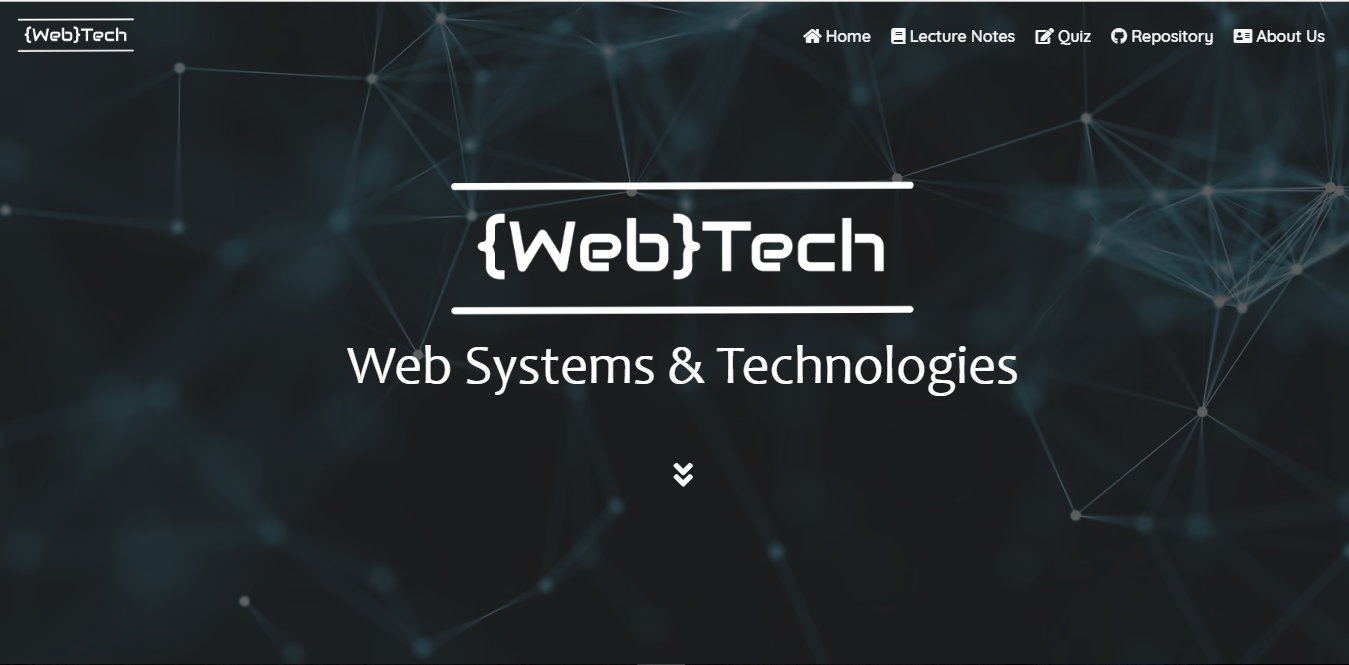 {Web}Tech
Home Lecture Notes Quiz Repository About Us
{Web}Tech
Web Systems & Technologies